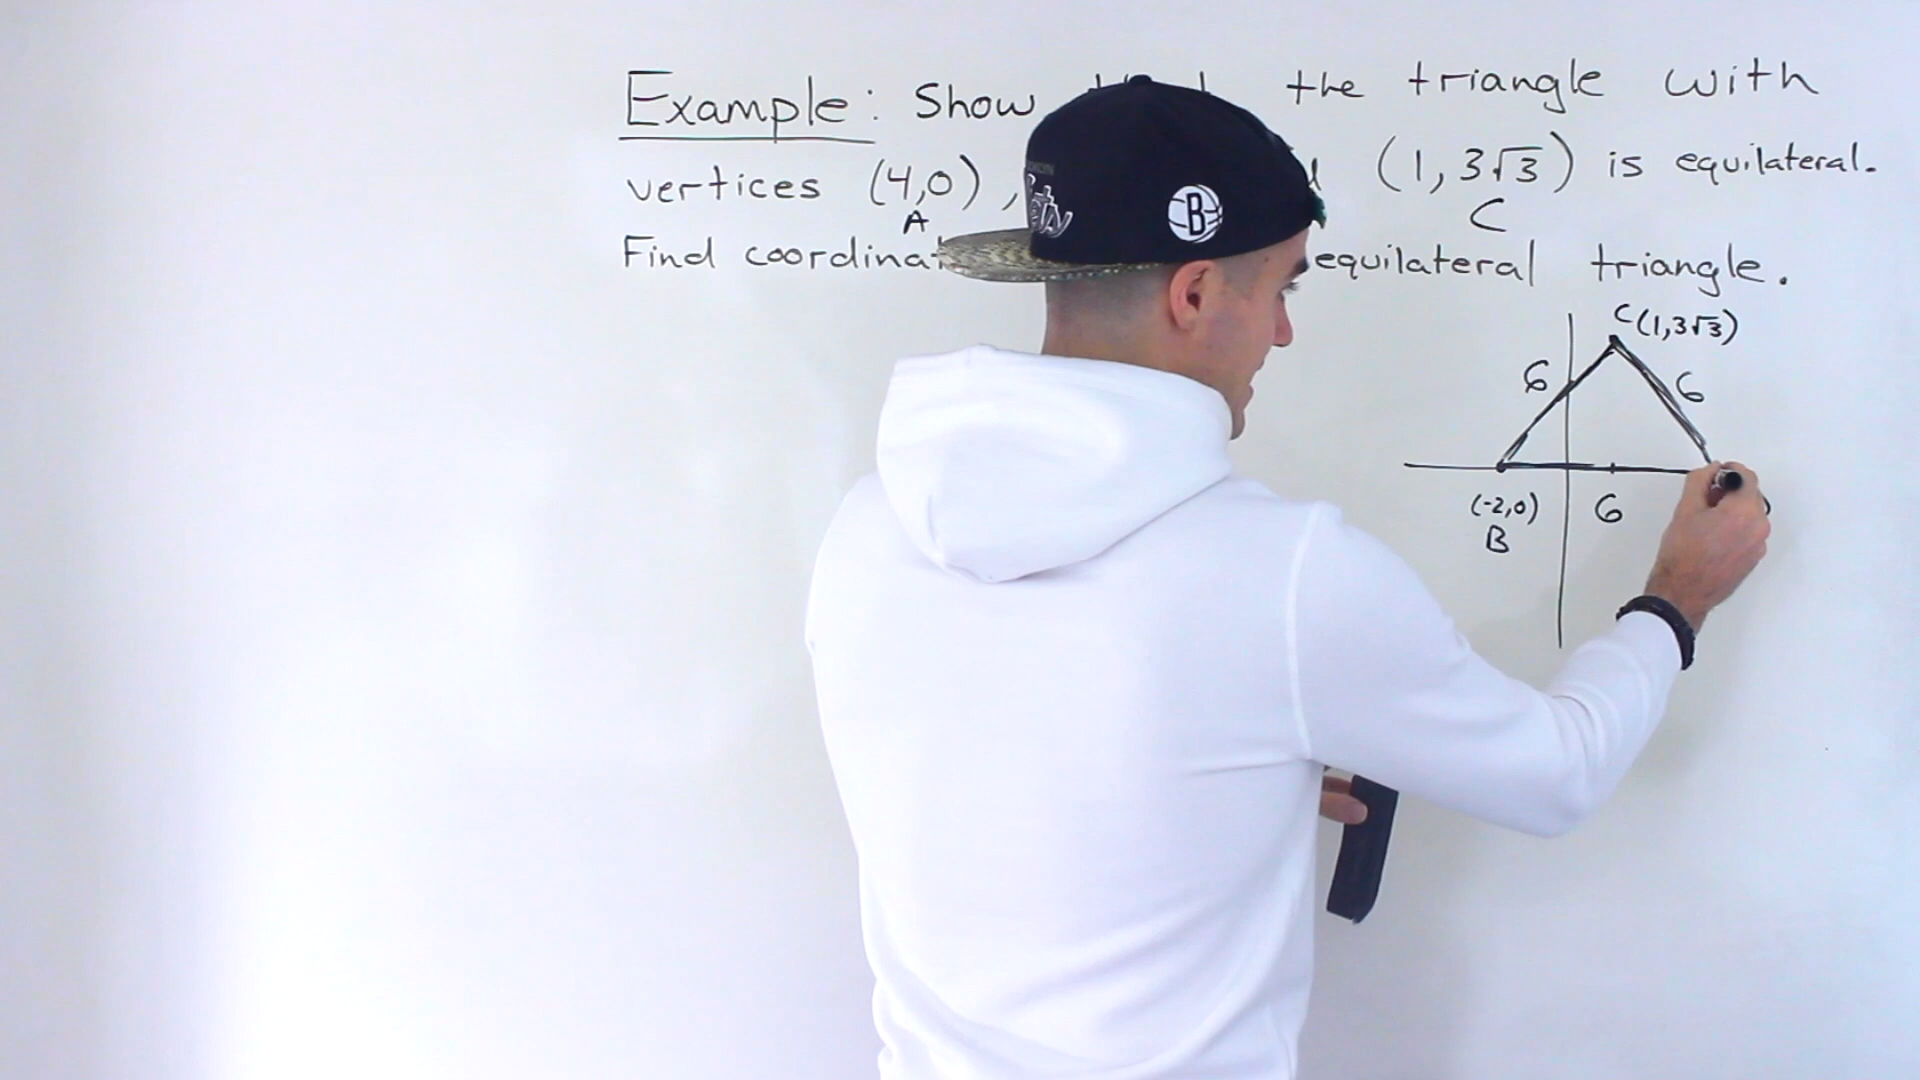 Example: Show the triangle with
vertices (4,0), (1,3√3) is equilateral.
A C
Find equilateral triangle.
C(1,3√3)
6 6
(-2,0) 6
B
B